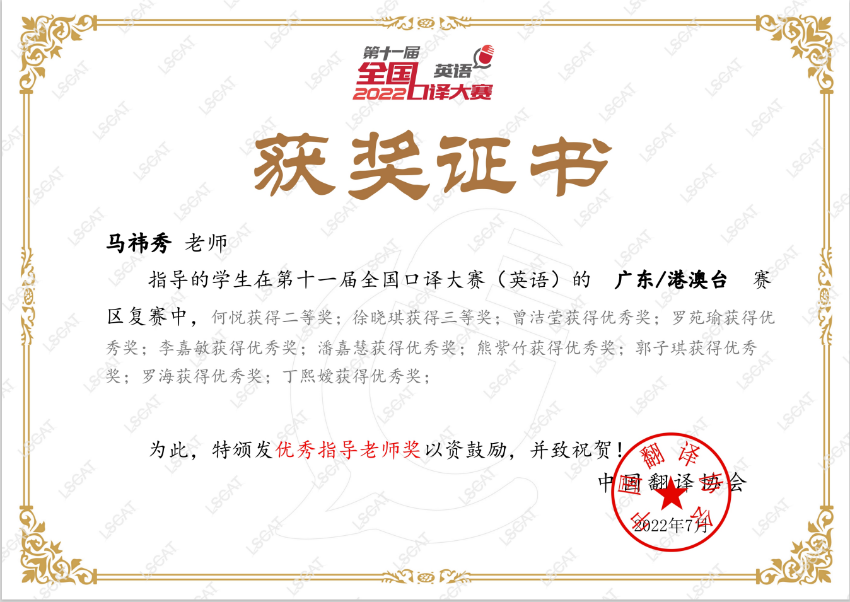 第十一届
全国 英语
2022口译大赛
获奖证书
马祎秀 老师
指导的学生在第十一届全国口译大赛（英语）的 广东/港澳台 赛
区复赛中，何悦获得二等奖；徐晓琪获得三等奖；曾洁莹获得优秀奖；罗苑瑜获得优
秀奖；李嘉敏获得优秀奖；潘嘉慧获得优秀奖；熊紫竹获得优秀奖；郭子琪获得优秀
奖；罗海获得优秀奖；丁熙嫒获得优秀奖；
为此，特颁发优秀指导老师奖以资鼓励，并致祝贺！
中国翻译协会
2022年7月
中国翻译协会
LSCAT